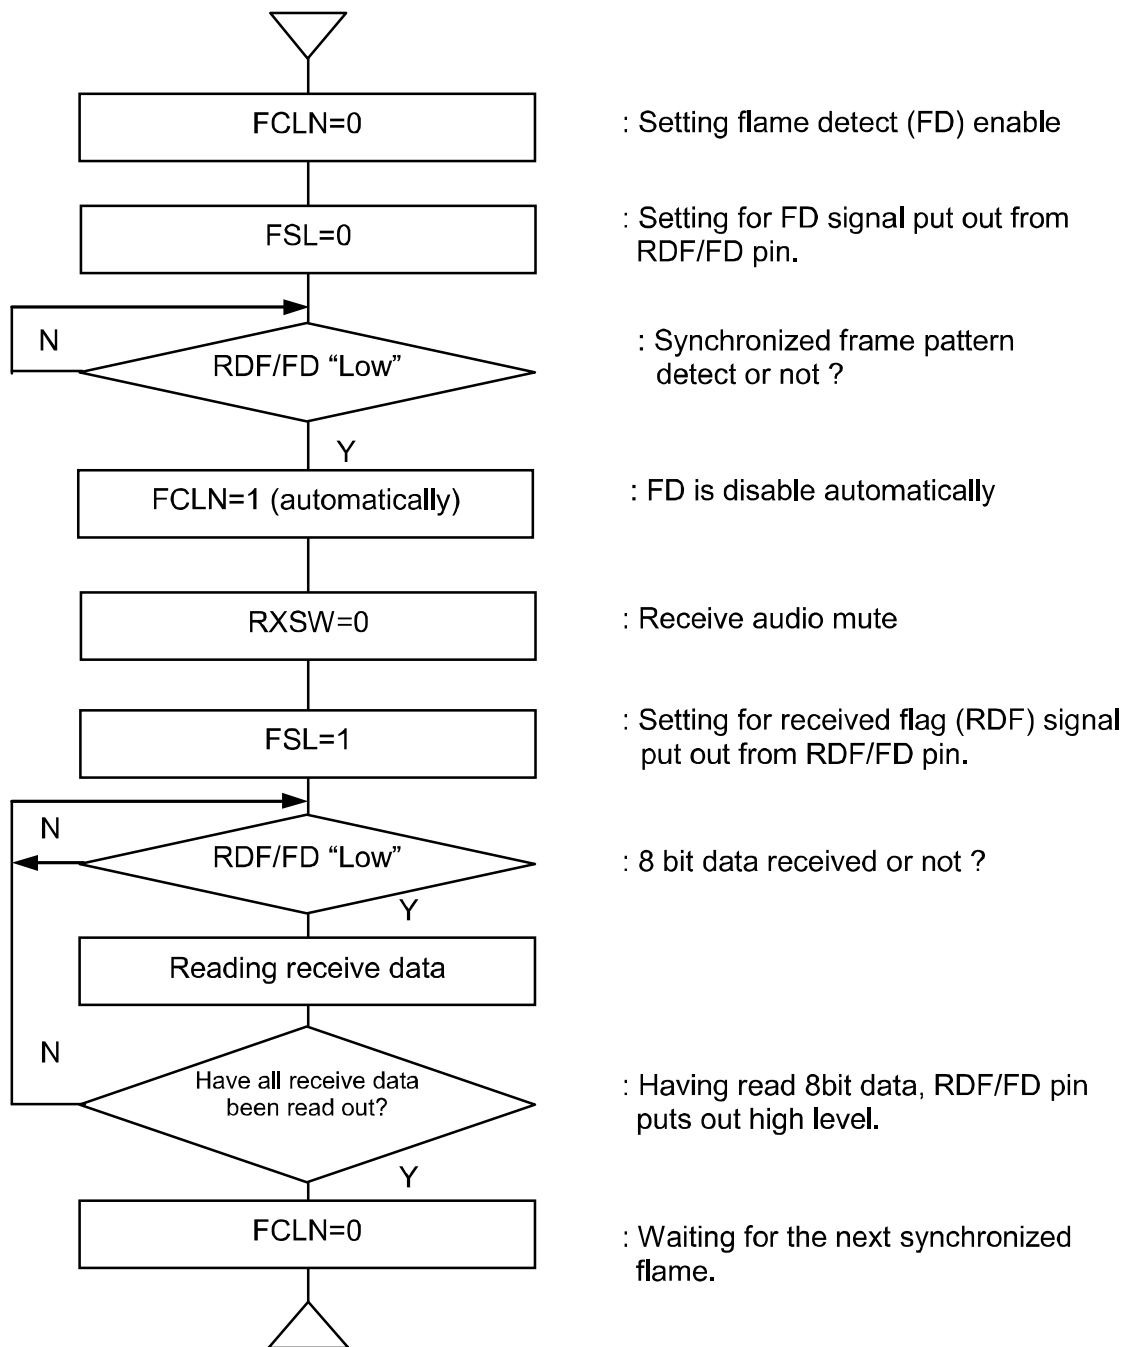 FCLN=0
: Setting flame detect (FD) enable
FSL=0
: Setting for FD signal put out from
RDF/FD pin.
N
RDF/FD “Low”
: Synchronized frame pattern
detect or not ?
Y
FCLN=1 (automatically)
: FD is disable automatically
RXSW=0
: Receive audio mute
FSL=1
: Setting for received flag (RDF) signal
put out from RDF/FD pin.
N
RDF/FD “Low”
: 8 bit data received or not ?
Y
Reading receive data
N
Have all receive data
been read out?
: Having read 8bit data, RDF/FD pin
puts out high level.
Y
FCLN=0
: Waiting for the next synchronized
flame.